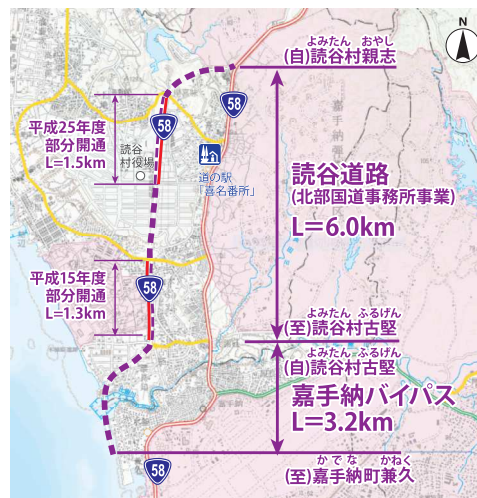 N
よみたん おやし
(自)読谷村親志
58
平成25年度
部分開通
L=1.5km
58
読谷
村役場
道の駅
「喜名番所」
嘉手納弾
読谷道路
(北部国道事務所事業)
L=6.0km
平成15年度
部分開通
L=1.3km
58
よみたん ふるげん
(至)読谷村古堅
よみたん ふるげん
(自)読谷村古堅
嘉手納バイパス
L=3.2km
かでな かねく
(至)嘉手納町兼久
58